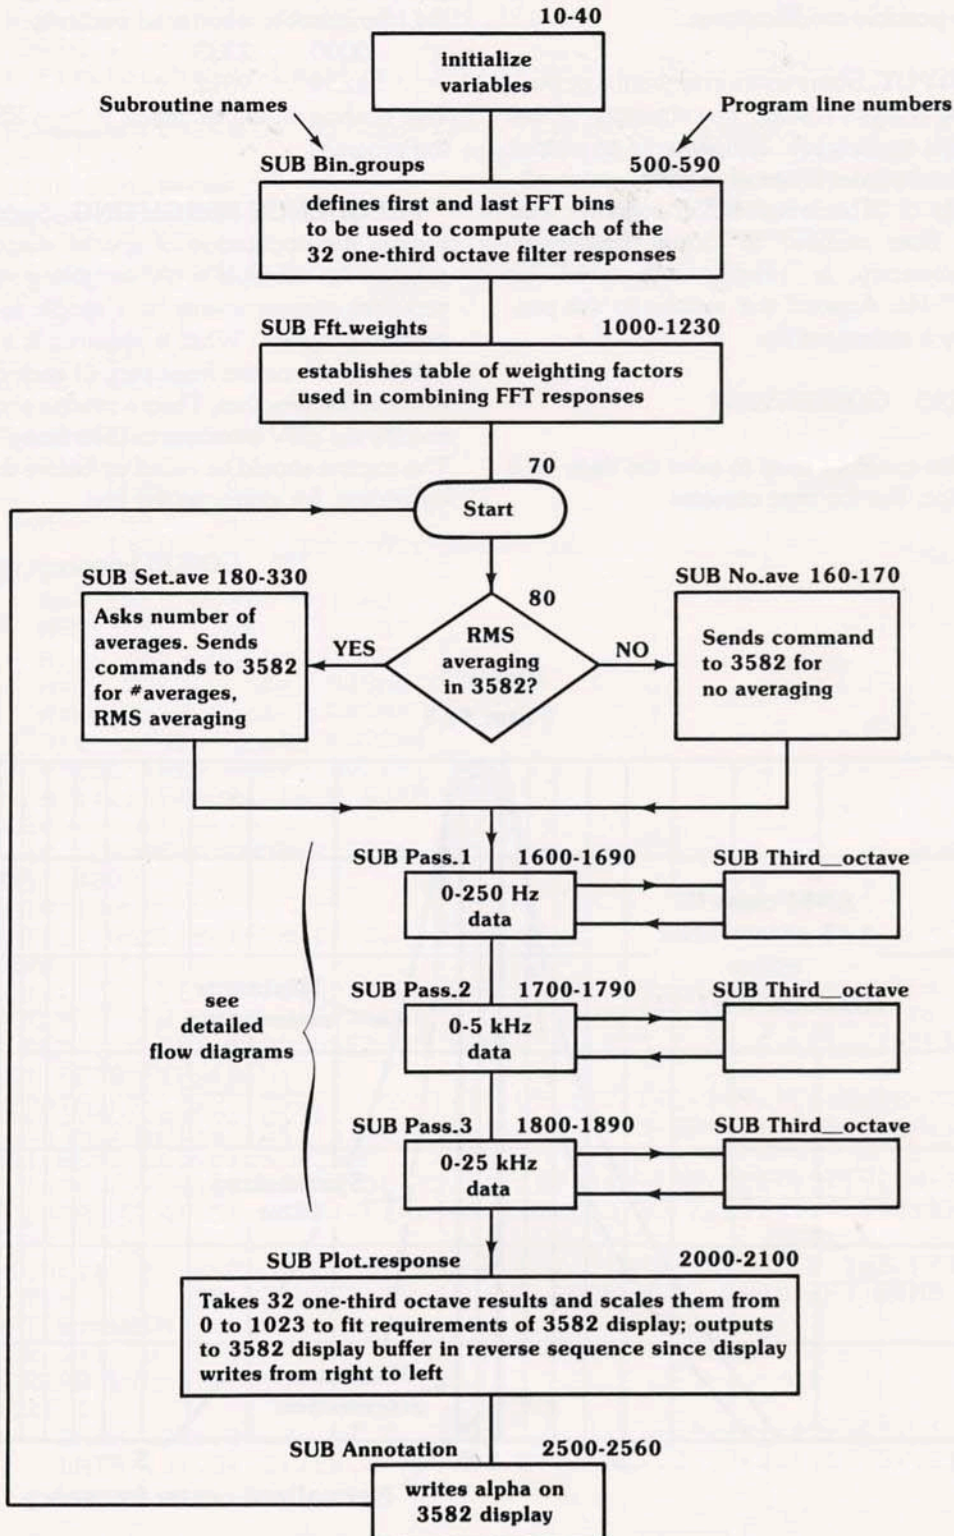 10-40
initialize
variables
Subroutine names
Program line numbers
SUB Bin.groups 500-590
defines first and last FFT bins
to be used to compute each of the
32 one-third octave filter responses
SUB Fft.weights 1000-1230
establishes table of weighting factors
used in combining FFT responses
70
Start
SUB Set.ave 180-330
Asks number of
averages. Sends
commands to 3582
for #averages,
RMS averaging
YES
80
RMS
averaging
in 3582?
NO
SUB No.ave 160-170
Sends command
to 3582 for
no averaging
see
detailed
flow diagrams
SUB Pass.1 1600-1690
0-250 Hz
data
SUB Third__octave
SUB Pass.2 1700-1790
0-5 kHz
data
SUB Third__octave
SUB Pass.3 1800-1890
0-25 kHz
data
SUB Third__octave
SUB Plot.response 2000-2100
Takes 32 one-third octave results and scales them from
0 to 1023 to fit requirements of 3582 display; outputs
to 3582 display buffer in reverse sequence since display
writes from right to left
SUB Annotation 2500-2560
writes alpha on
3582 display